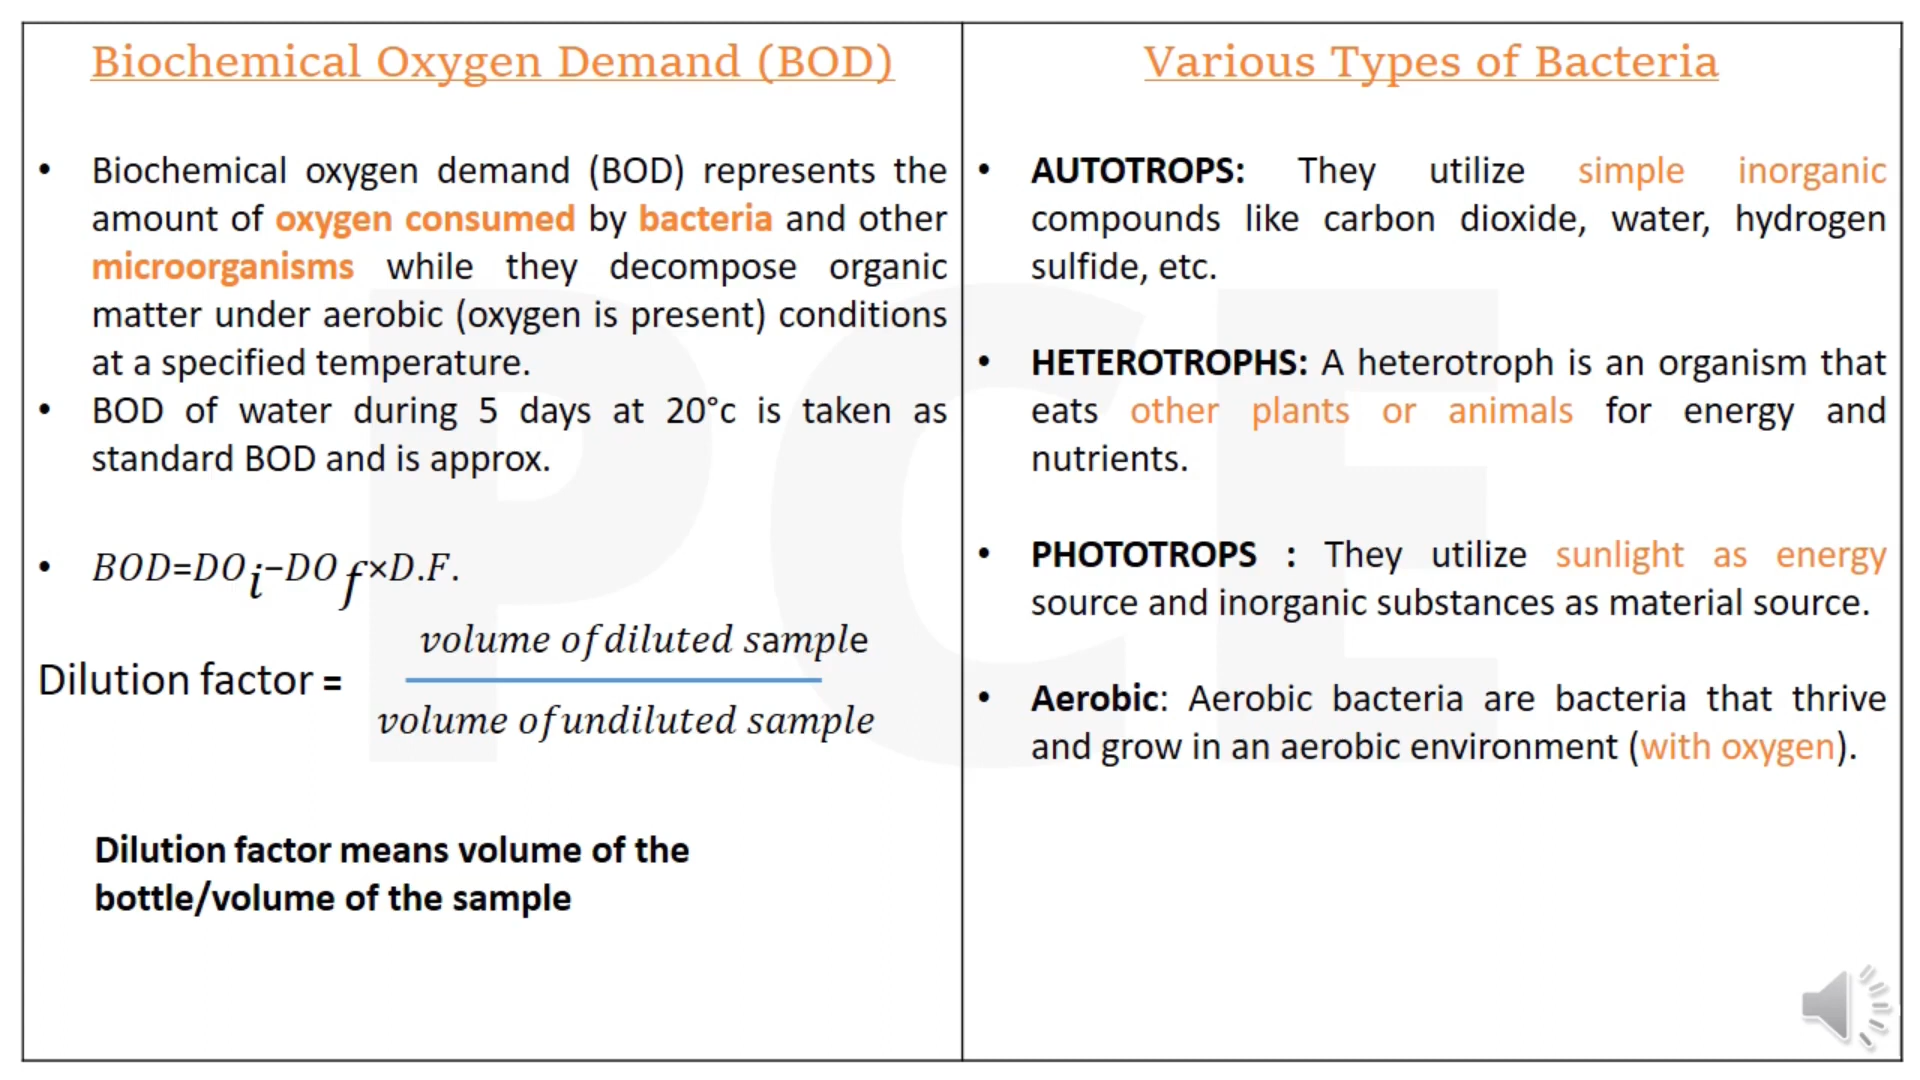 Biochemical Oxygen Demand (BOD)
• Biochemical oxygen demand (BOD) represents the
amount of oxygen consumed by bacteria and other
microorganisms while they decompose organic
matter under aerobic (oxygen is present) conditions
at a specified temperature.
• BOD of water during 5 days at 20°c is taken as
standard BOD and is approx.
• BOD=DOi−DOf×D.F.
volume of diluted sample
Dilution factor =
volume of undiluted sample
Dilution factor means volume of the
bottle/volume of the sample
Various Types of Bacteria
• AUTOTROPS: They utilize simple inorganic
compounds like carbon dioxide, water, hydrogen
sulfide, etc.
• HETEROTROPHS: A heterotroph is an organism that
eats other plants or animals for energy and
nutrients.
• PHOTOTROPS : They utilize sunlight as energy
source and inorganic substances as material source.
• Aerobic: Aerobic bacteria are bacteria that thrive
and grow in an aerobic environment (with oxygen).
PCE